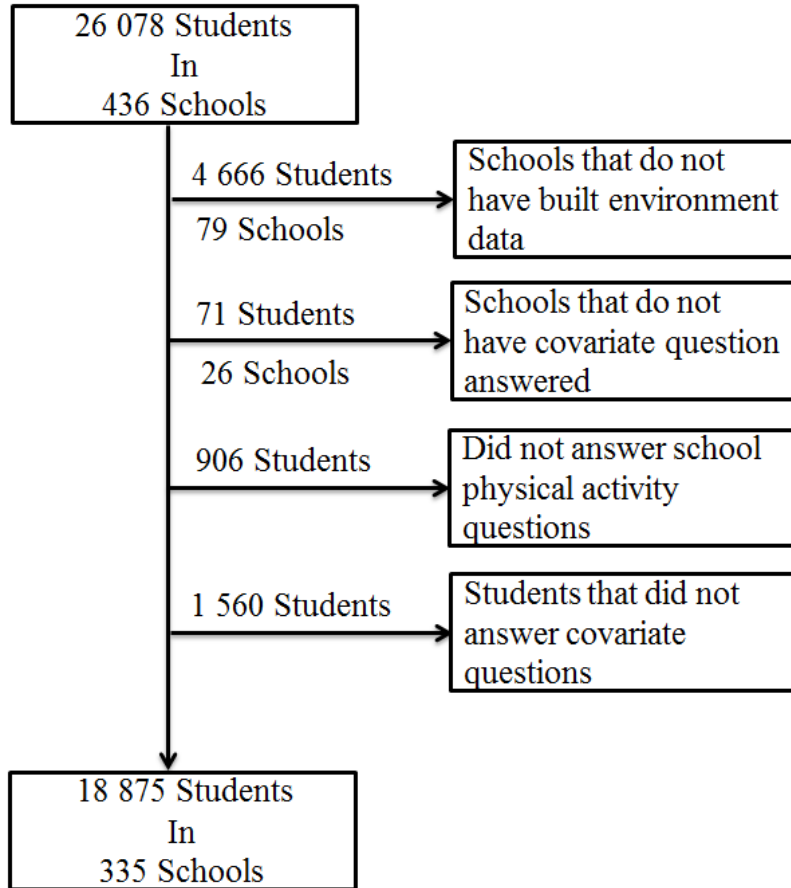 26 078 Students
In
436 Schools
4 666 Students
79 Schools
Schools that do not
have built environment
data
71 Students
26 Schools
Schools that do not
have covariate question
answered
906 Students
Did not answer school
physical activity
questions
1 560 Students
Students that did not
answer covariate
questions
18 875 Students
In
335 Schools